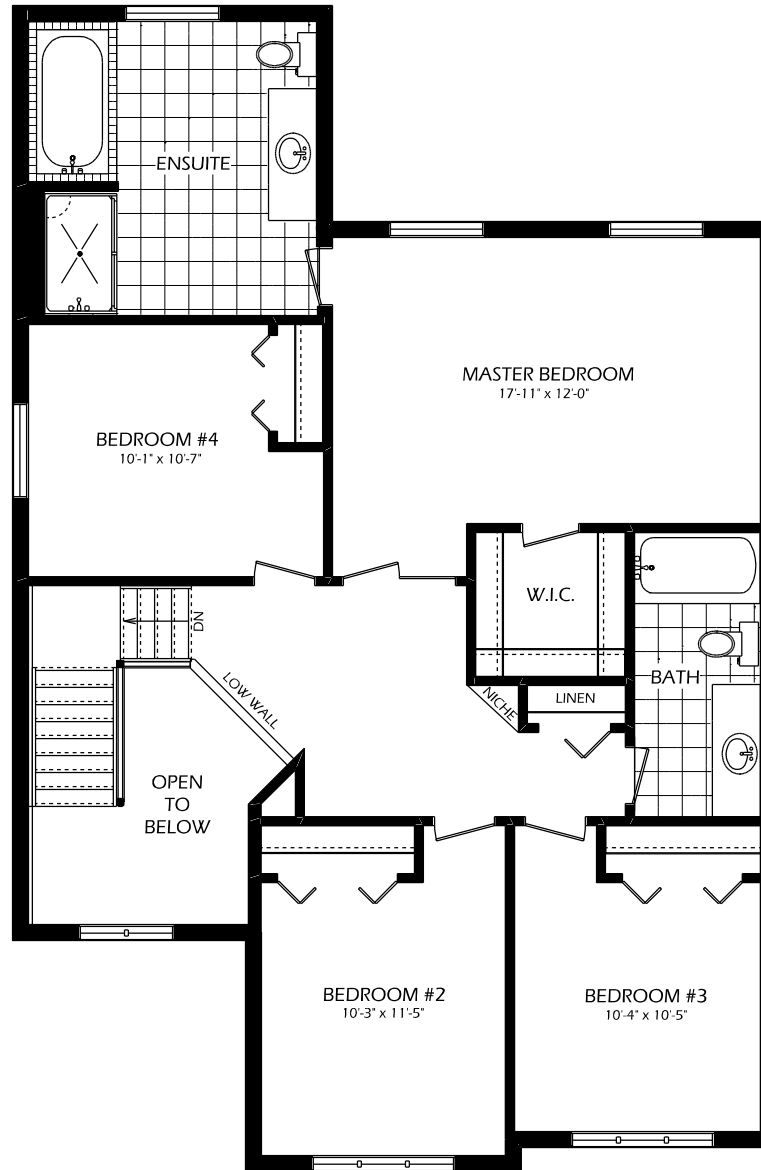 ENSUITE
MASTER BEDROOM
17'-11" x 12'-0"
BEDROOM #4
10'-1" x 10'-7"
W.I.C.
DN
BATH
LOW WALL
NICHE
LINEN
OPEN
TO
BELOW
BEDROOM #2
10'-3" x 11'-5"
BEDROOM #3
10'-4" x 10'-5"